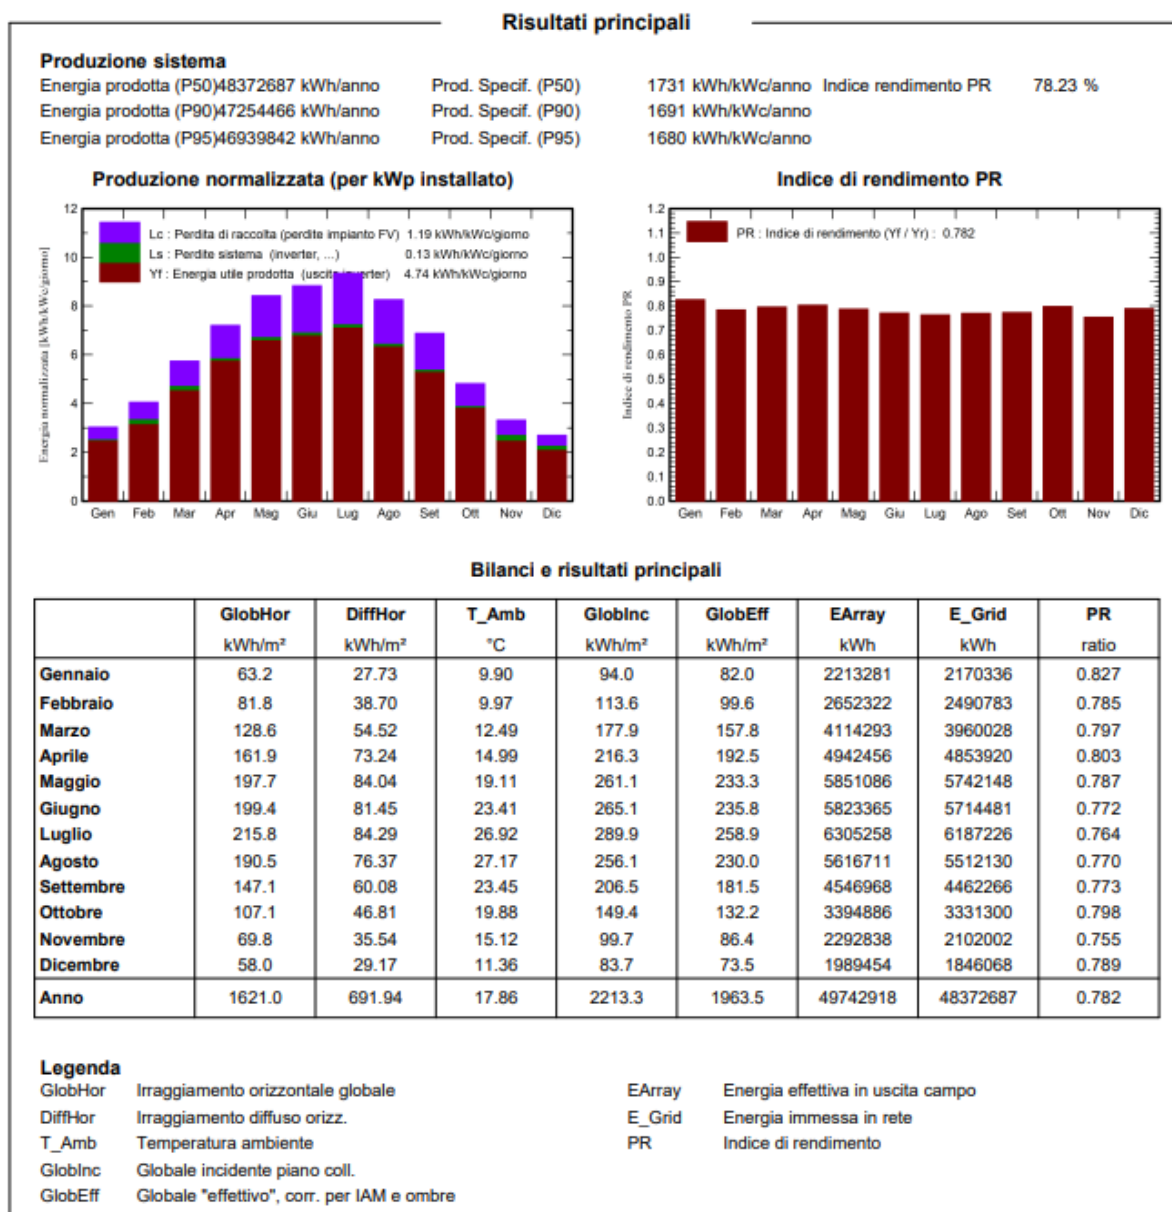 Risultati principali
Produzione sistema
Energia prodotta (P50)48372687 kWh/anno Prod. Specif. (P50) 1731 kWh/kWc/anno Indice rendimento PR 78.23 %
Energia prodotta (P90)47254466 kWh/anno Prod. Specif. (P90) 1691 kWh/kWc/anno
Energia prodotta (P95)46939842 kWh/anno Prod. Specif. (P95) 1680 kWh/kWc/anno
Produzione normalizzata (per kWp installato)
12
10
8
6
4
2
0
Energia normalizzata [kWh/kWc/giorno]
Lc : Perdita di raccolta (perdite impianto FV) 1.19 kWh/kWc/giorno
Ls : Perdite sistema (inverter, ...) 0.13 kWh/kWc/giorno
Yf : Energia utile prodotta (uscita inverter) 4.74 kWh/kWc/giorno
Gen Feb Mar Apr Mag Giu Lug Ago Set Ott Nov Dic
Indice di rendimento PR
1.2
1.1
1.0
0.9
0.8
0.7
0.6
0.5
0.4
0.3
0.2
0.1
0.0
Indice di rendimento PR
PR : Indice di rendimento (Yf / Yr) : 0.782
Gen Feb Mar Apr Mag Giu Lug Ago Set Ott Nov Dic
Bilanci e risultati principali
GlobHor DiffHor T_Amb GlobInc GlobEff EArray E_Grid PR
kWh/m² kWh/m² °C kWh/m² kWh/m² kWh kWh ratio
Gennaio 63.2 27.73 9.90 94.0 82.0 2213281 2170336 0.827
Febbraio 81.8 38.70 9.97 113.6 99.6 2652322 2490783 0.785
Marzo 128.6 54.52 12.49 177.9 157.8 4114293 3960028 0.797
Aprile 161.9 73.24 14.99 216.3 192.5 4942456 4853920 0.803
Maggio 197.7 84.04 19.11 261.1 233.3 5851086 5742148 0.787
Giugno 199.4 81.45 23.41 265.1 235.8 5823365 5714481 0.772
Luglio 215.8 84.29 26.92 289.9 258.9 6305258 6187226 0.764
Agosto 190.5 76.37 27.17 256.1 230.0 5616711 5512130 0.770
Settembre 147.1 60.08 23.45 206.5 181.5 4546968 4462266 0.773
Ottobre 107.1 46.81 19.88 149.4 132.2 3394886 3331300 0.798
Novembre 69.8 35.54 15.12 99.7 86.4 2292838 2102002 0.755
Dicembre 58.0 29.17 11.36 83.7 73.5 1989454 1846068 0.789
Anno 1621.0 691.94 17.86 2213.3 1963.5 49742918 48372687 0.782
Legenda
GlobHor Irraggiamento orizzontale globale
DiffHor Irraggiamento diffuso orizz.
T_Amb Temperatura ambiente
GlobInc Globale incidente piano coll.
GlobEff Globale "effettivo", corr. per IAM e ombre
EArray Energia effettiva in uscita campo
E_Grid Energia immessa in rete
PR Indice di rendimento